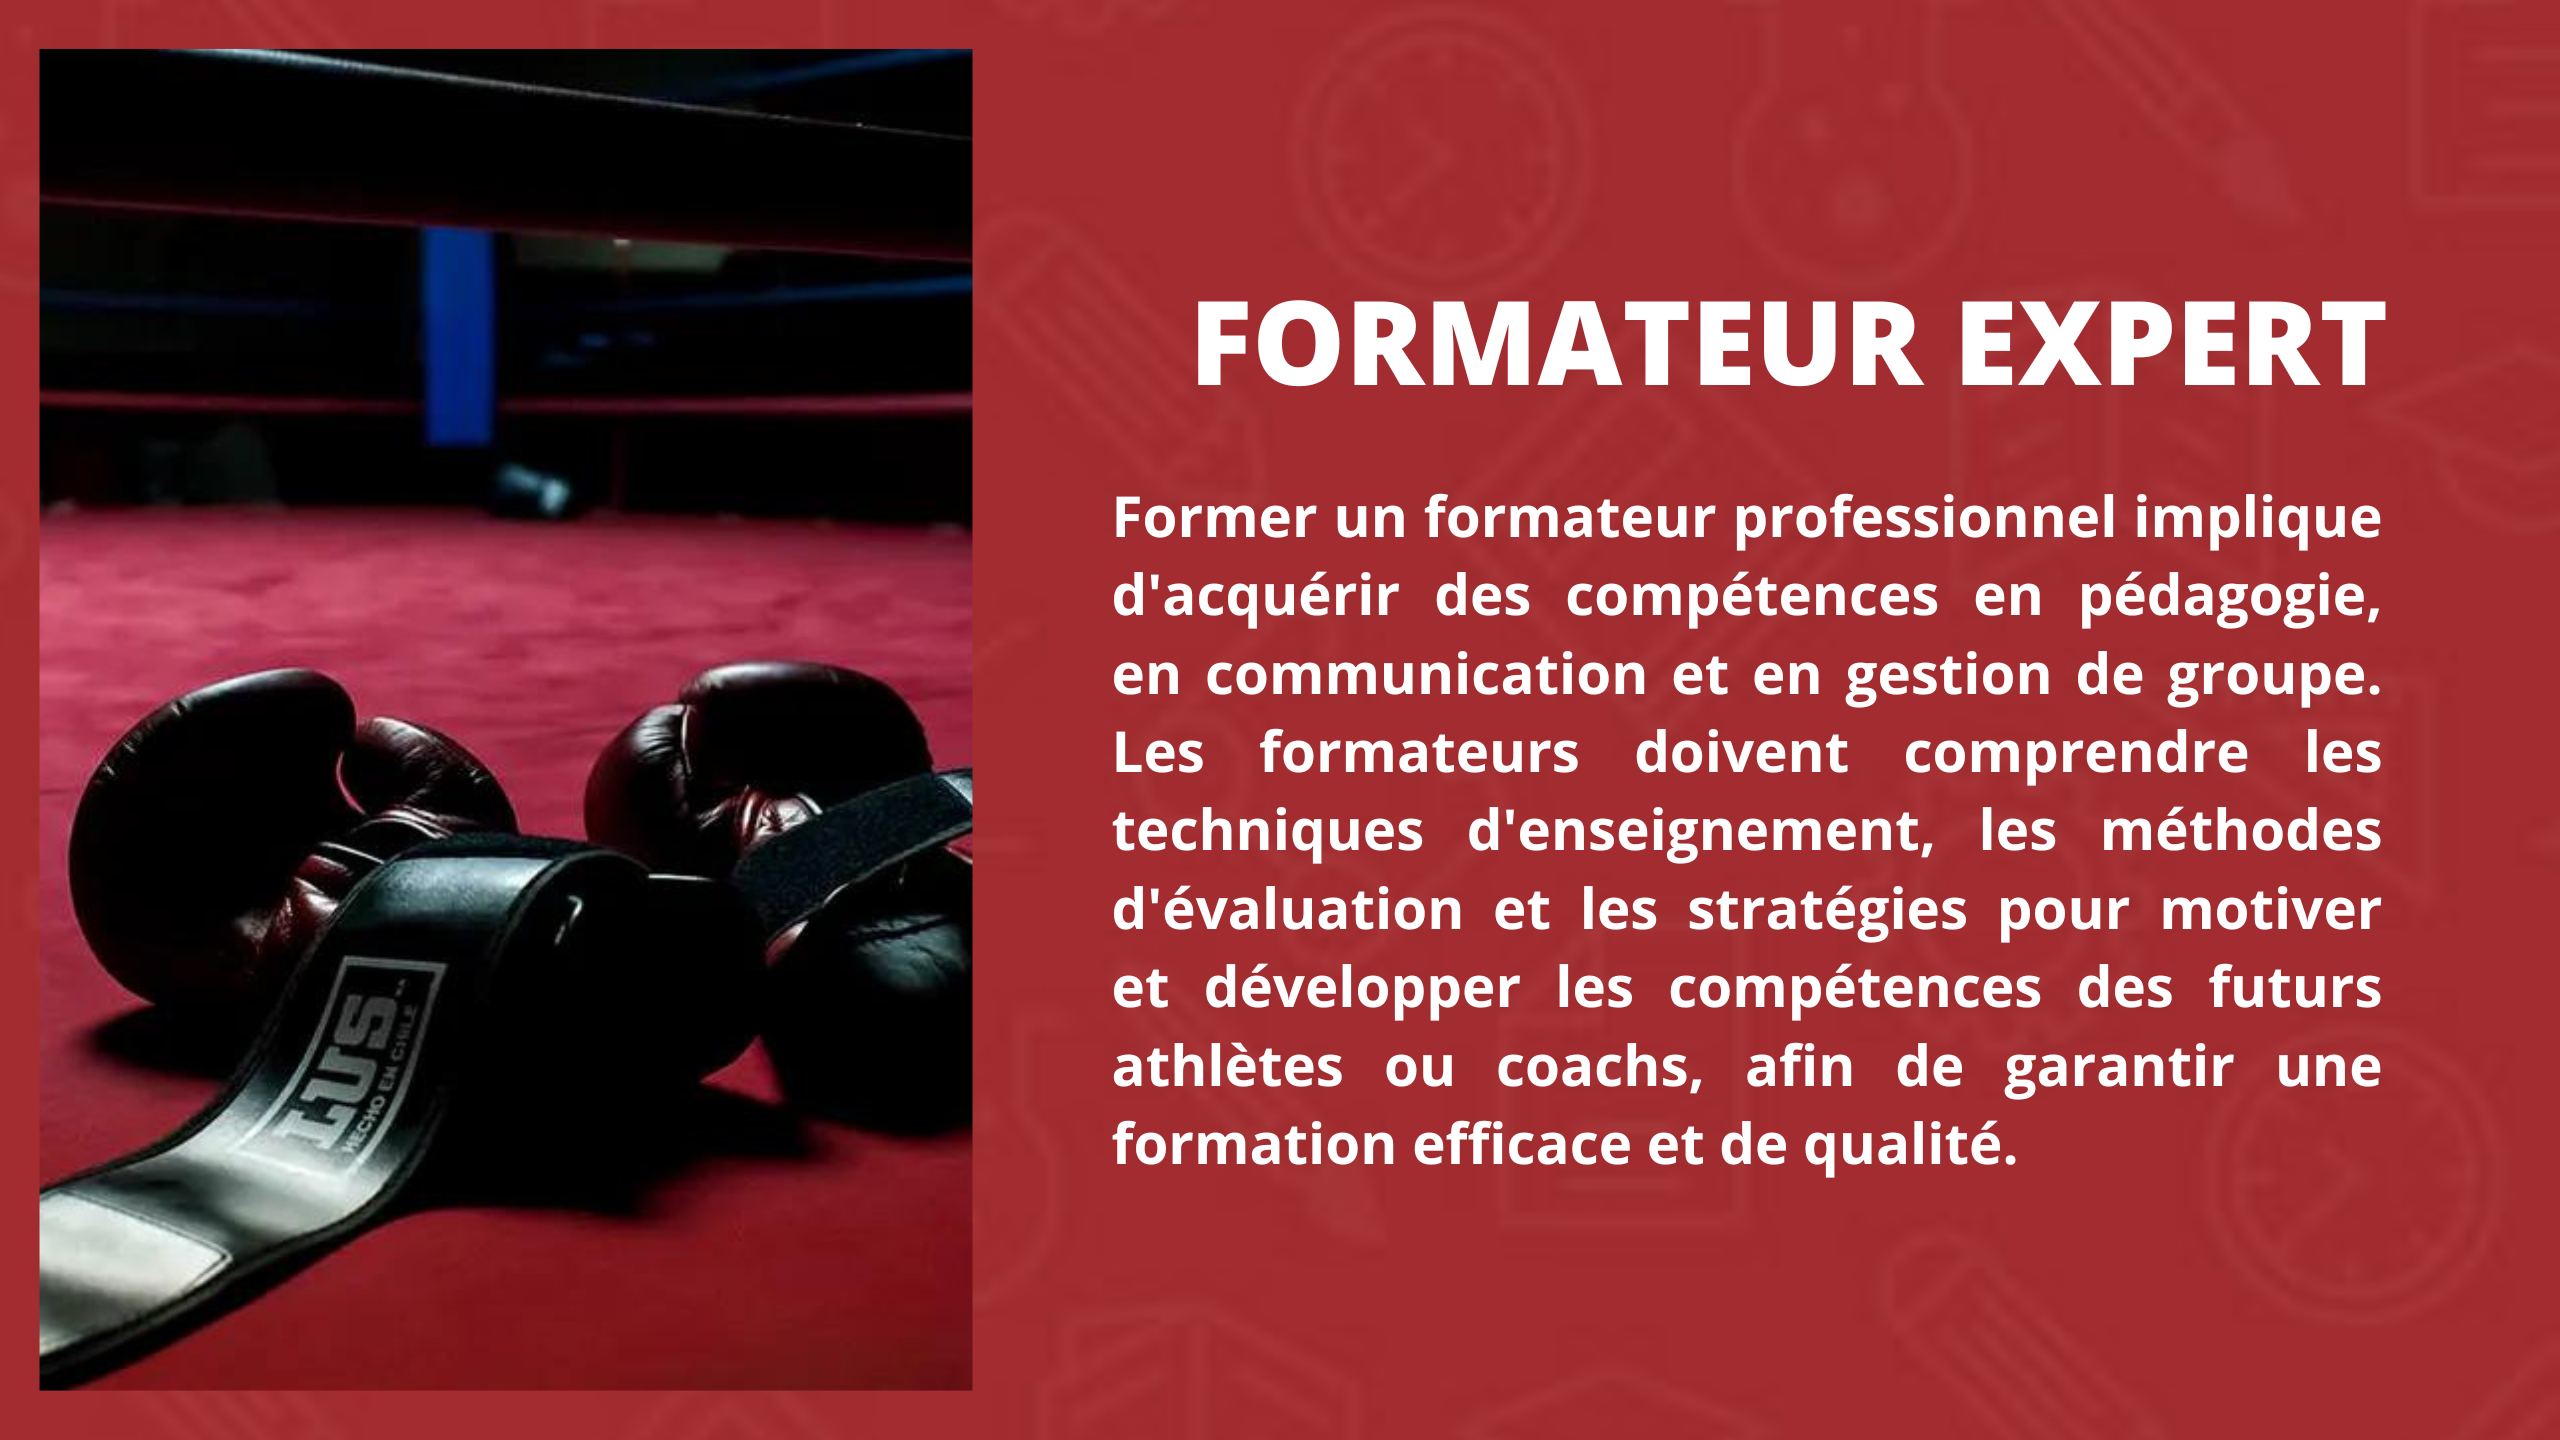 FORMATEUR EXPERT
Former un formateur professionnel implique
d'acquérir des compétences en pédagogie,
en communication et en gestion de groupe.
Les formateurs doivent comprendre les
techniques d'enseignement, les méthodes
d'évaluation et les stratégies pour motiver
et développer les compétences des futurs
athlètes ou coachs, afin de garantir une
formation efficace et de qualité.
LUS
HECHO EN CHILE